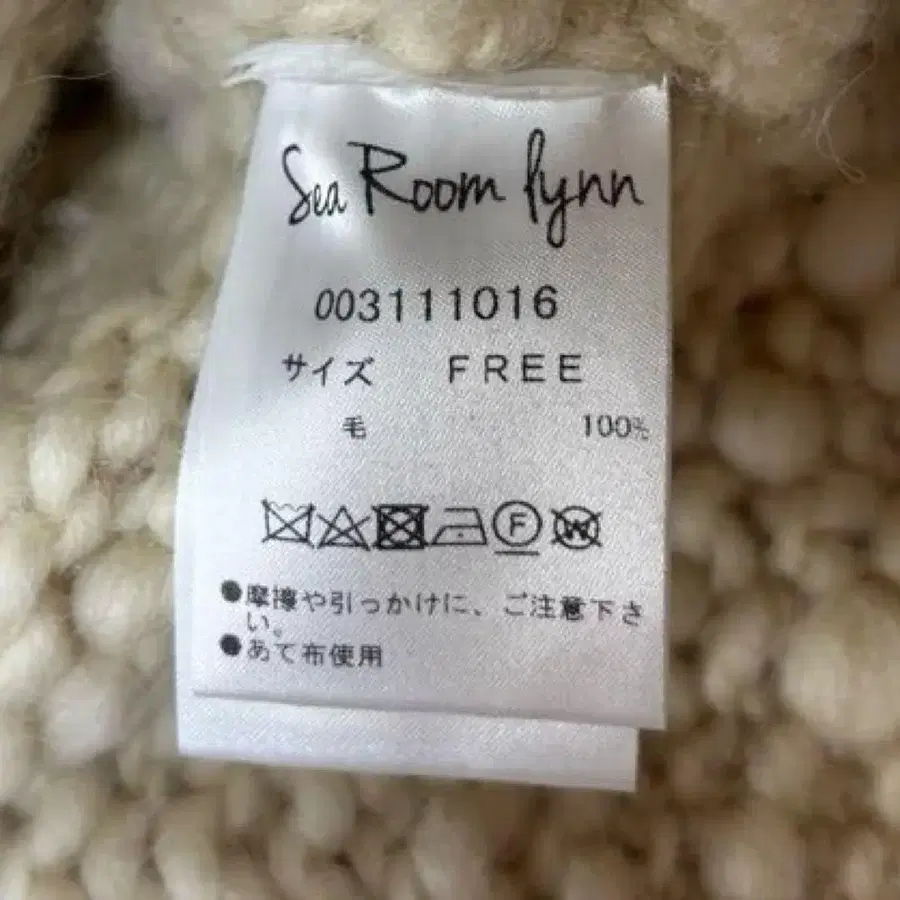 Sea Room lynn
003111016
サイズ FREE
毛 100%
F W
●摩擦や引っかけに、ご注意下さ
い。
●あて布使用